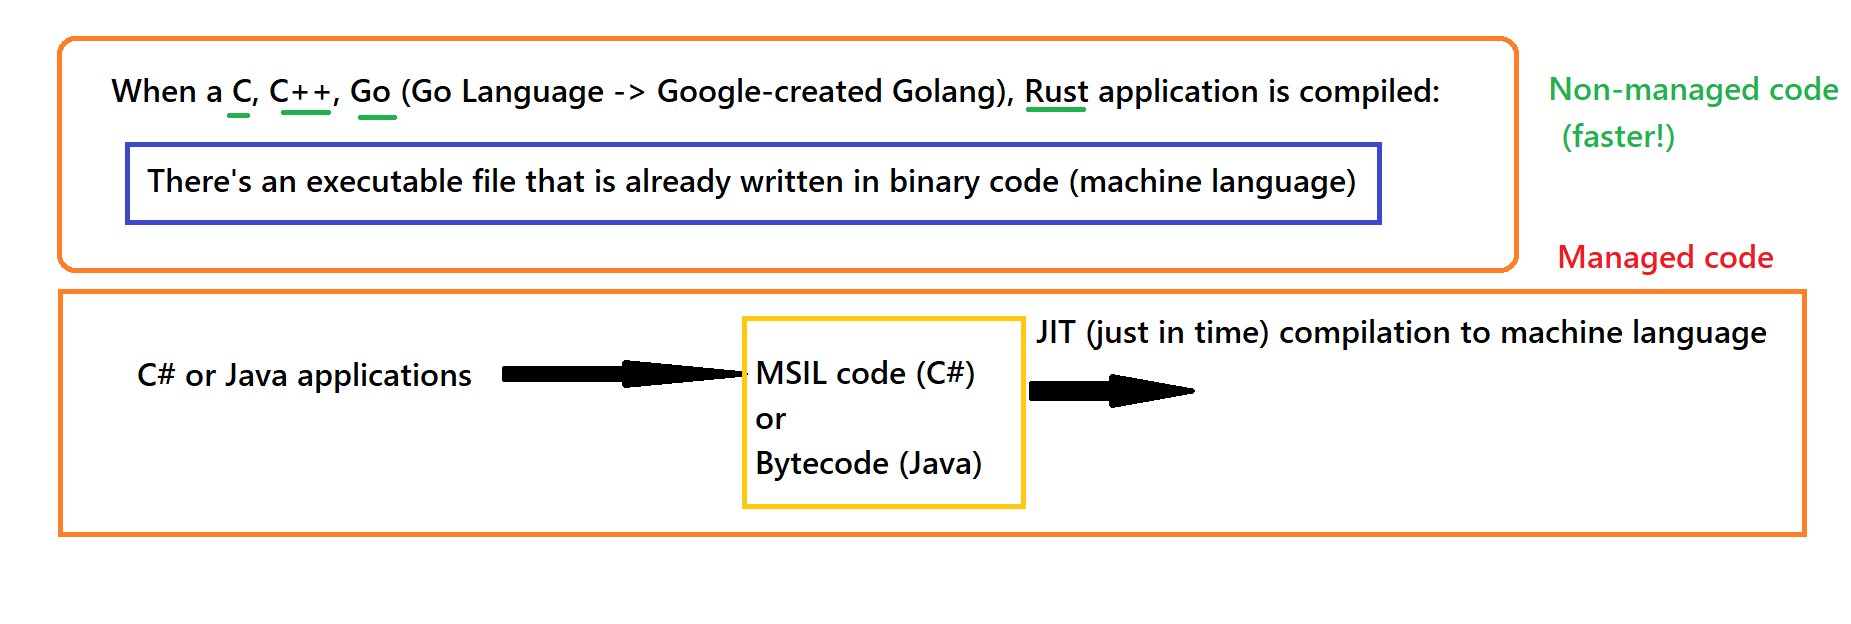 When a C, C++, Go (Go Language -> Google-created Golang), Rust application is compiled:
Non-managed code
(faster!)
There's an executable file that is already written in binary code (machine language)
Managed code
JIT (just in time) compilation to machine language
C# or Java applications
MSIL code (C#)
or
Bytecode (Java)